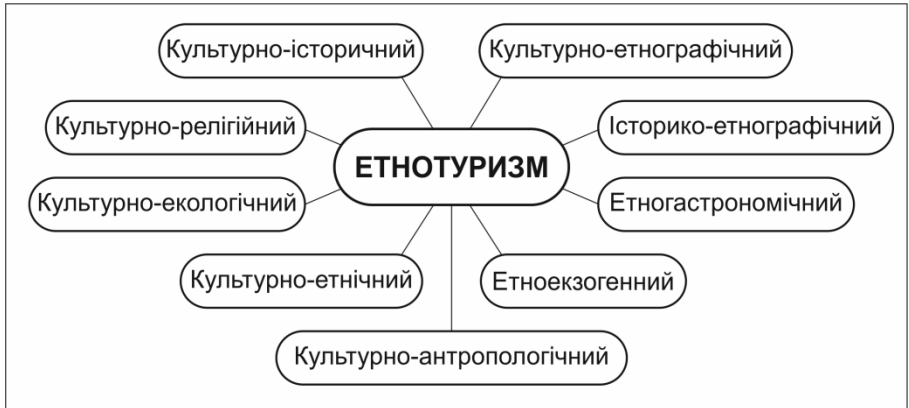 Культурно-історичний
Культурно-етнографічний
Культурно-релігійний
Історико-етнографічний
ЕТНОТУРИЗМ
Культурно-екологічний
Етногастрономічний
Культурно-етнічний
Етноекзогенний
Культурно-антропологічний